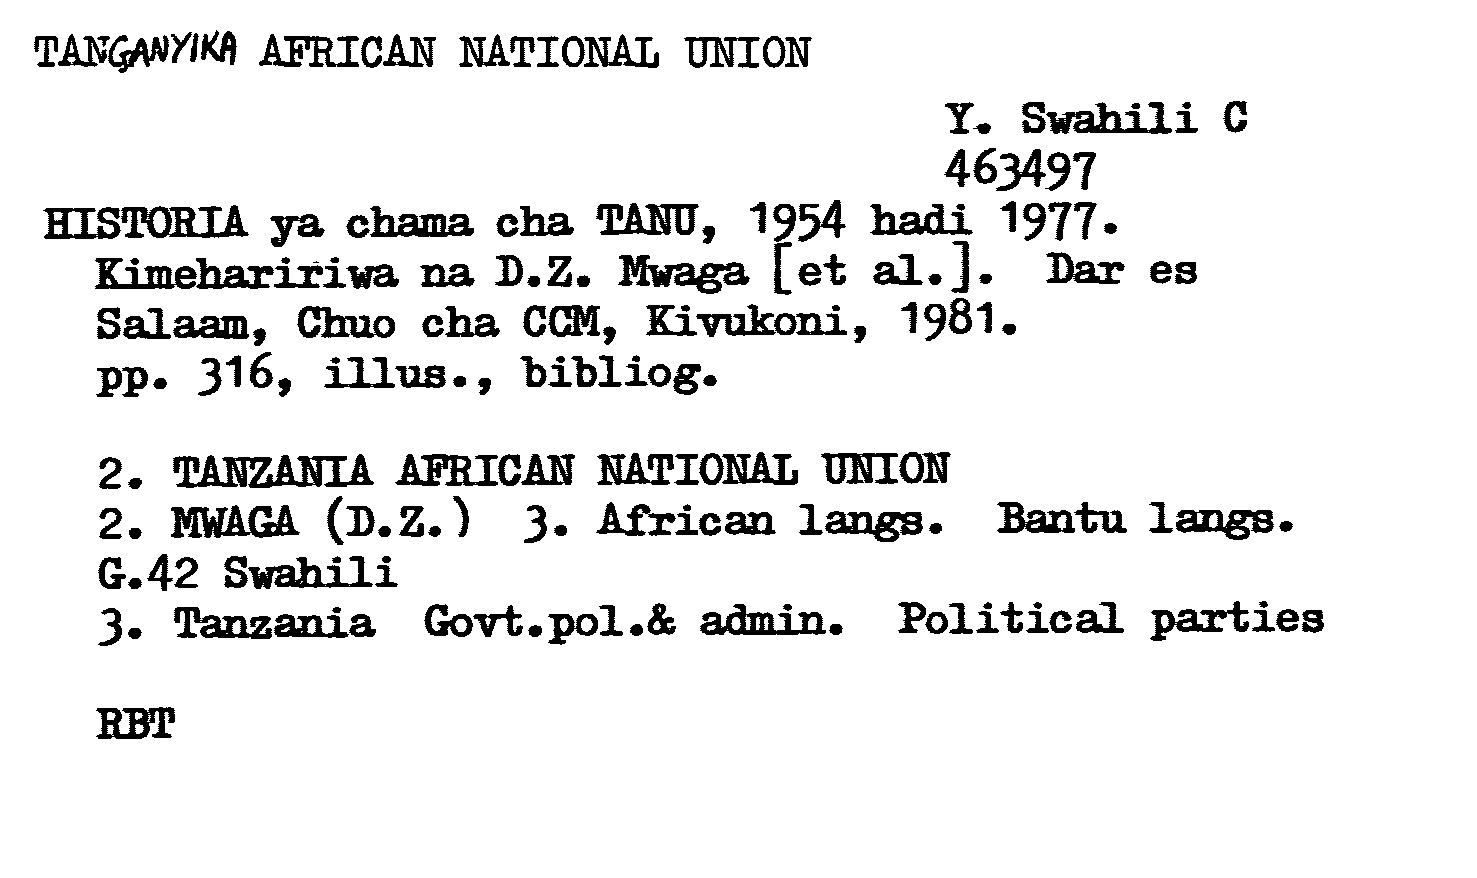 TANGANYIKA AFRICAN NATIONAL UNION
Y. Swahili C
463497
HISTORIA ya chama cha TANU, 1954 hadi 1977.
Kimeharirìwa na D.Z. Mwaga [et al.]. Dar es
Salaam, Chuo cha CCM, Kivukoni, 1981.
pp. 316, illus., bibliog.
2. TANZANIA AFRICAN NATIONAL UNION
2. MWAGA (D.Z.) 3. African langs. Bantu langs.
G.42 Swahili
3. Tanzania Govt.pol.& admin. Political parties
RBT